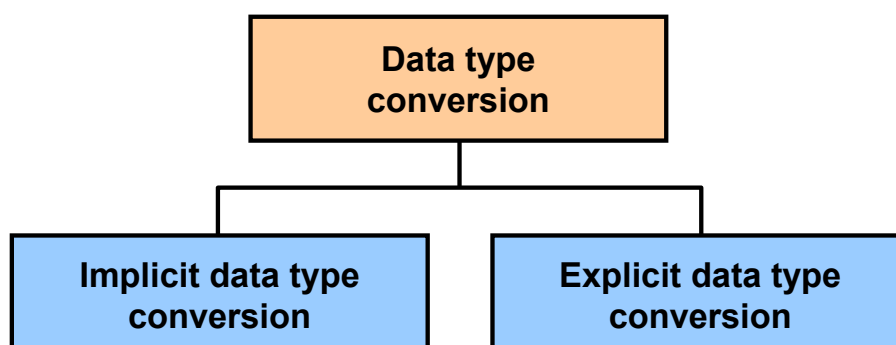 Data type
conversion
Implicit data type
conversion
Explicit data type
conversion